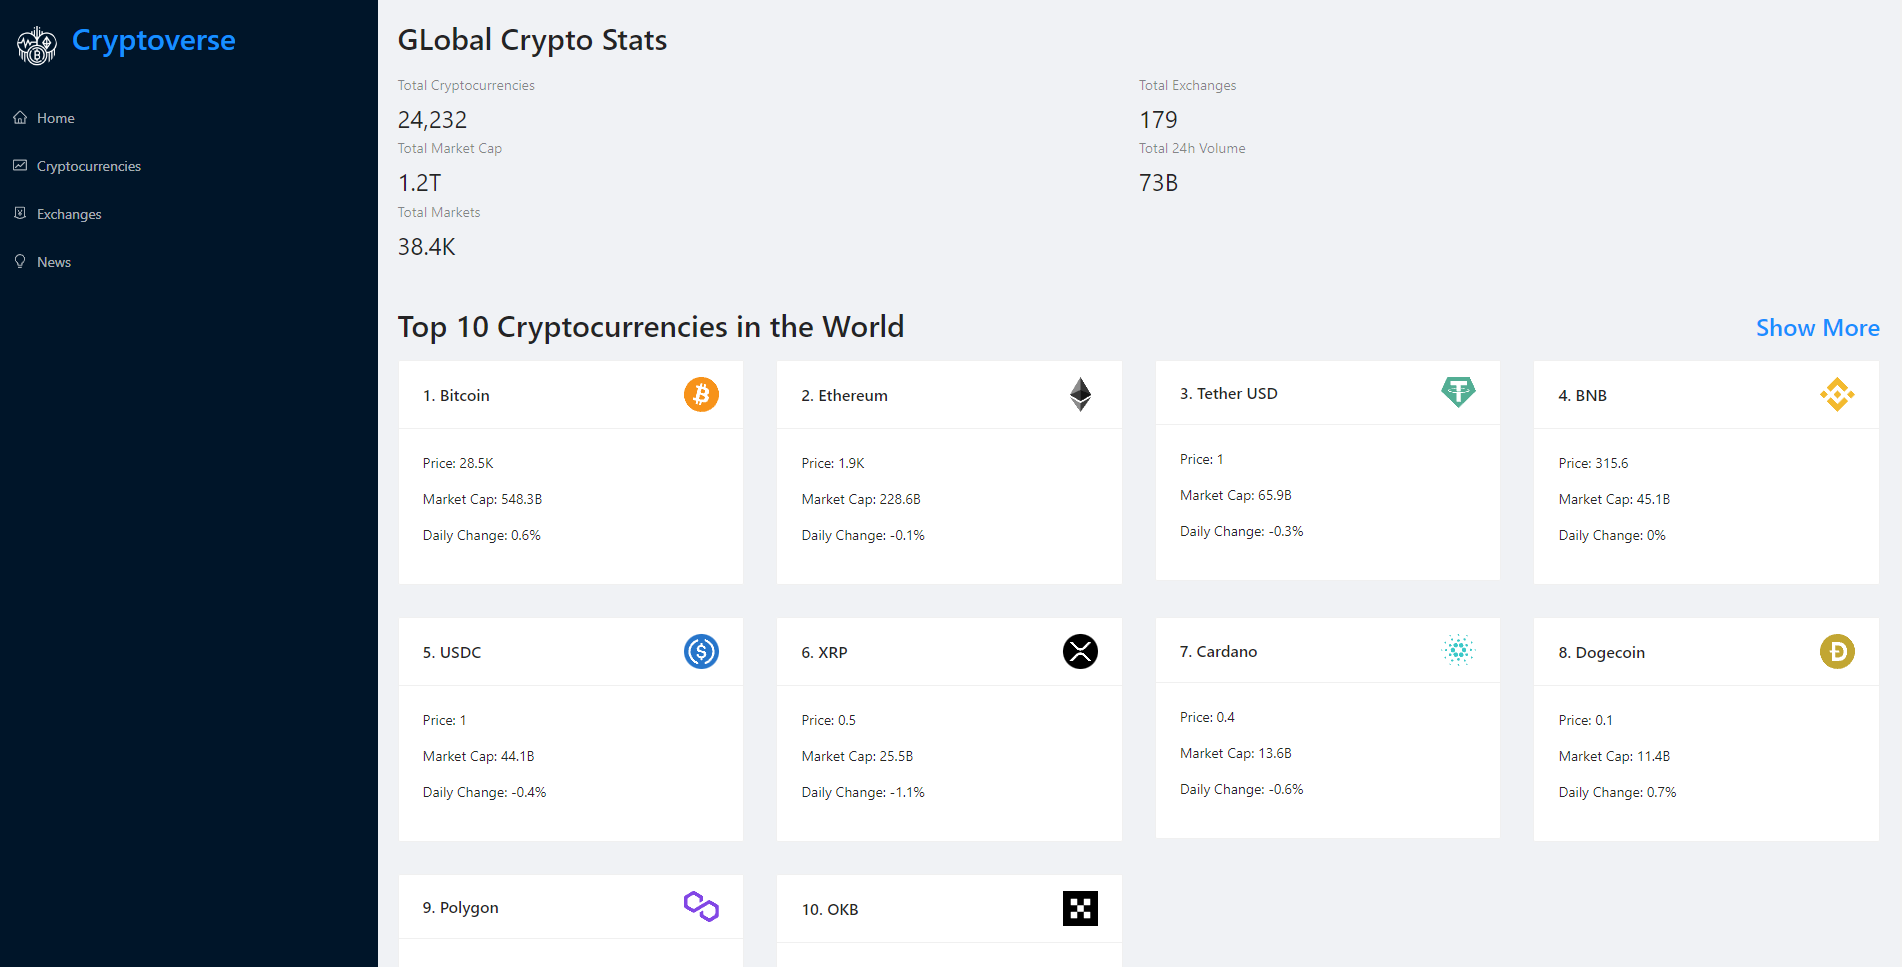 Cryptoverse
Home
Cryptocurrencies
Exchanges
News
GLobal Crypto Stats
Total Cryptocurrencies
24,232
Total Exchanges
179
Total Market Cap
1.2T
Total 24h Volume
73B
Total Markets
38.4K
Top 10 Cryptocurrencies in the World
Show More
1. Bitcoin
Price: 28.5K
Market Cap: 548.3B
Daily Change: 0.6%
2. Ethereum
Price: 1.9K
Market Cap: 228.6B
Daily Change: -0.1%
3. Tether USD
Price: 1
Market Cap: 65.9B
Daily Change: -0.3%
4. BNB
Price: 315.6
Market Cap: 45.1B
Daily Change: 0%
5. USDC
Price: 1
Market Cap: 44.1B
Daily Change: -0.4%
6. XRP
Price: 0.5
Market Cap: 25.5B
Daily Change: -1.1%
7. Cardano
Price: 0.4
Market Cap: 13.6B
Daily Change: -0.6%
8. Dogecoin
Price: 0.1
Market Cap: 11.4B
Daily Change: 0.7%
9. Polygon
10. OKB